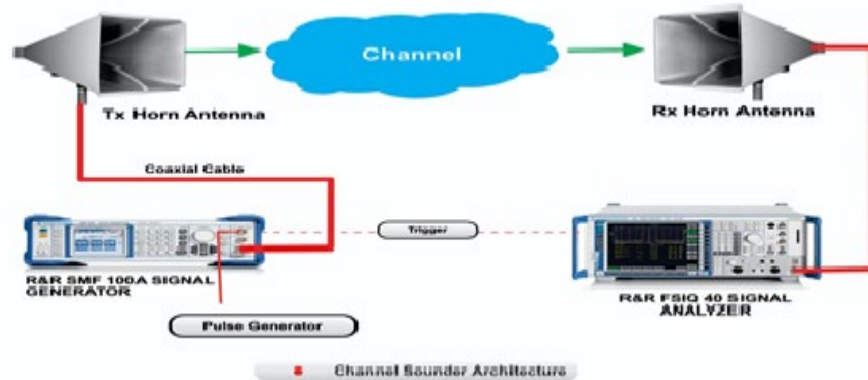 Channel
Tx Horn Antenna
Rx Horn Antenna
Coaxial Cable
Trigger
R&R SMF 100A SIGNAL
GENERATOR
R&R FSIQ 40 SIGNAL
ANALYZER
Pulse Generator
8 Channel Sounder Architecture